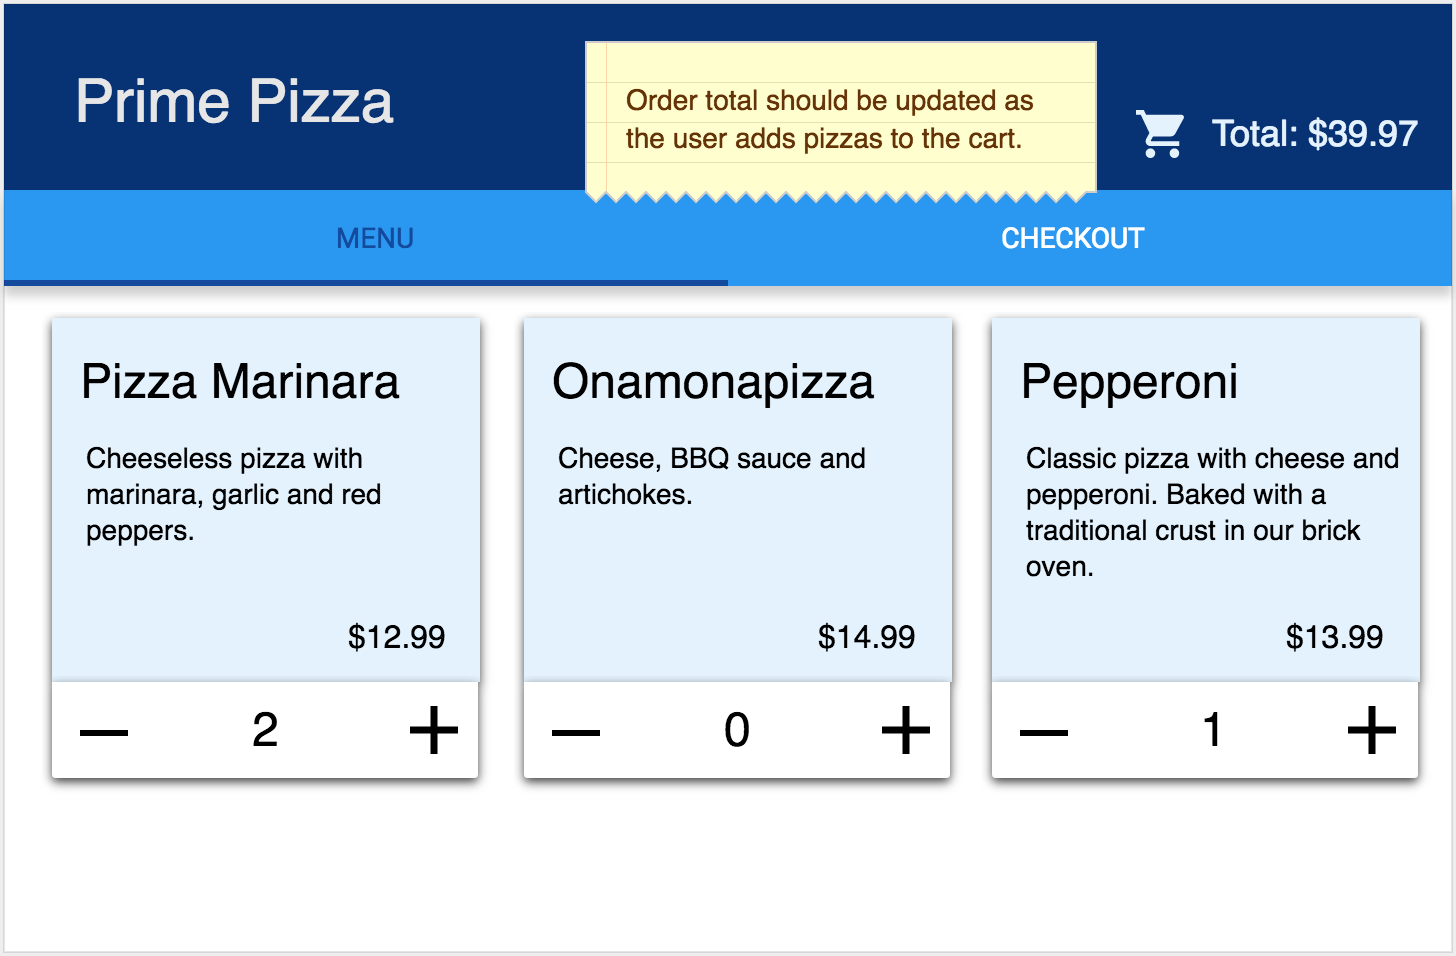 Prime Pizza
Order total should be updated as
the user adds pizzas to the cart.
Total: $39.97
MENU
CHECKOUT
Pizza Marinara
Cheeseless pizza with
marinara, garlic and red
peppers.
$12.99
2
Onamonapizza
Cheese, BBQ sauce and
artichokes.
$14.99
0
Pepperoni
Classic pizza with cheese and
pepperoni. Baked with a
traditional crust in our brick
oven.
$13.99
1